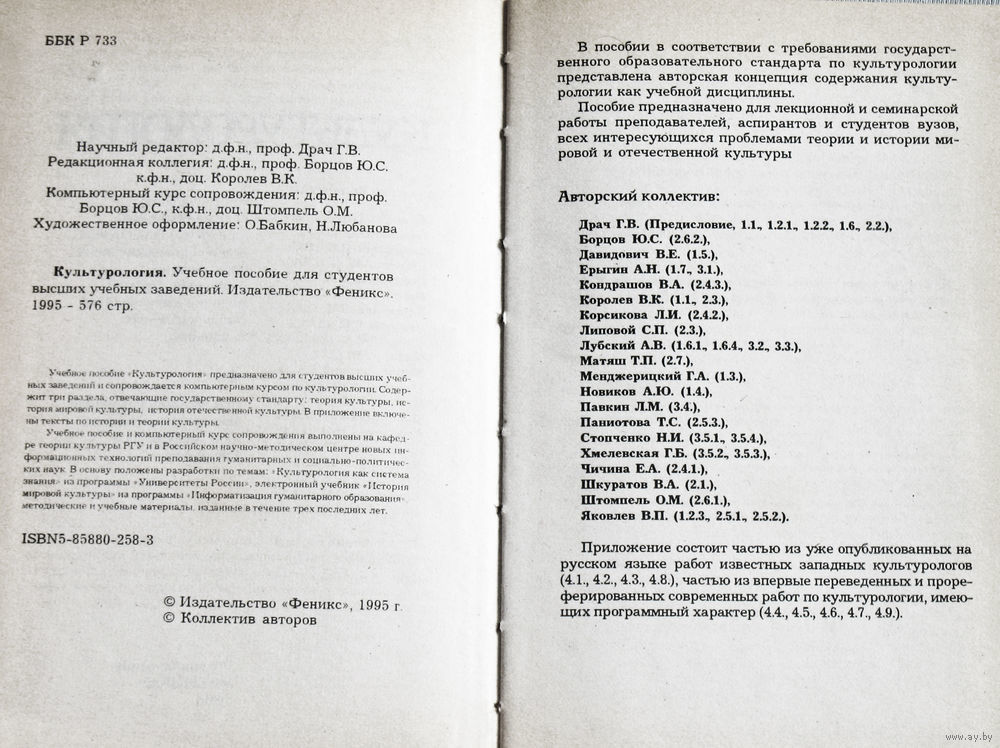 ББК Р 733
Научный редактор: д.ф.н., проф. Драч Г.В.
Редакционная коллегия: д.ф.н., проф. Борцов Ю.С.
к.ф.н., доц. Королев В.К.
Компьютерный курс сопровождения: д.ф.н., проф.
Борцов Ю.С., к.ф.н., доц. Штомпель О.М.
Художественное оформление: О.Бабкин, Н.Любанова
Культурология. Учебное пособие для студентов
высших учебных заведений. Издательство «Феникс».
1995 - 576 стр.
Учебное пособие «Культурология» предназначено для студентов высших учеб-
ных заведений и сопровождается компьютерным курсом по культурологии. Содер-
жит три раздела, отвечающие государственному стандарту: теория культуры, ис-
тория мировой культуры, история отечественной культуры. В приложение включе-
ны тексты по истории и теории культуры.
Учебное пособие и компьютерный курс сопровождения выполнены на кафед-
ре теории культуры РГУ и в Российском научно-методическом центре новых ин-
формационных технологий преподавания гуманитарных и социально-политичес-
ких наук. В основу положены разработки по темам: «Культурология как система
знания» из программы «Университеты России», электронный учебник «История
мировой культуры» из программы «Информатизация гуманитарного образования»
методические и учебные материалы, изданные в течение трех последних лет.
ISBN5-85880-258-3
© Издательство «Феникс», 1995 г.
© Коллектив авторов
В пособии в соответствии с требованиями государст-
венного образовательного стандарта по культурологии
представлена авторская концепция содержания культу-
рологии как учебной дисциплины.
Пособие предназначено для лекционной и семинарской
работы преподавателей, аспирантов и студентов вузов,
всех интересующихся проблемами теории и истории ми-
ровой и отечественной культуры
Авторский коллектив:
Драч Г.В. (Предисловие, 1.1., 1.2.1., 1.2.2., 1.6., 2.2.),
Борцов Ю.С. (2.6.2.),
Давидович В.Е. (1.5.),
Ерыгин А.Н. (1.7., 3.1.),
Кондрашов В.А. (2.4.3.),
Королев В.К. (1.1., 2.3.),
Корсикова Л.И. (2.4.2.),
Липовой С.П. (2.3.),
Лубский А.В. (1.6.1., 1.6.4., 3.2., 3.3.),
Матяш Т.П. (2.7.),
Менджерицкий Г.А. (1.3.),
Новиков А.Ю. (1.4.),
Павкин Л.М. (3.4.),
Паниотова Т.С. (2.5.3.),
Стопченко Н.И. (3.5.1., 3.5.4.),
Хмелевская Г.Б. (3.5.2., 3.5.3.),
Чичина Е.А. (2.4.1.),
Шкуратов В.А. (2.1.),
Штомпель О.М. (2.6.1.),
Яковлев В.П. (1.2.3., 2.5.1., 2.5.2.).
Приложение состоит частью из уже опубликованных на
русском языке работ известных западных культурологов
(4.1., 4.2., 4.3., 4.8.), частью из впервые переведенных и прореферированных
современных работ по культурологии, имею-
щих программный характер (4.4., 4.5., 4.6., 4.7., 4.9.).
www.ay.by